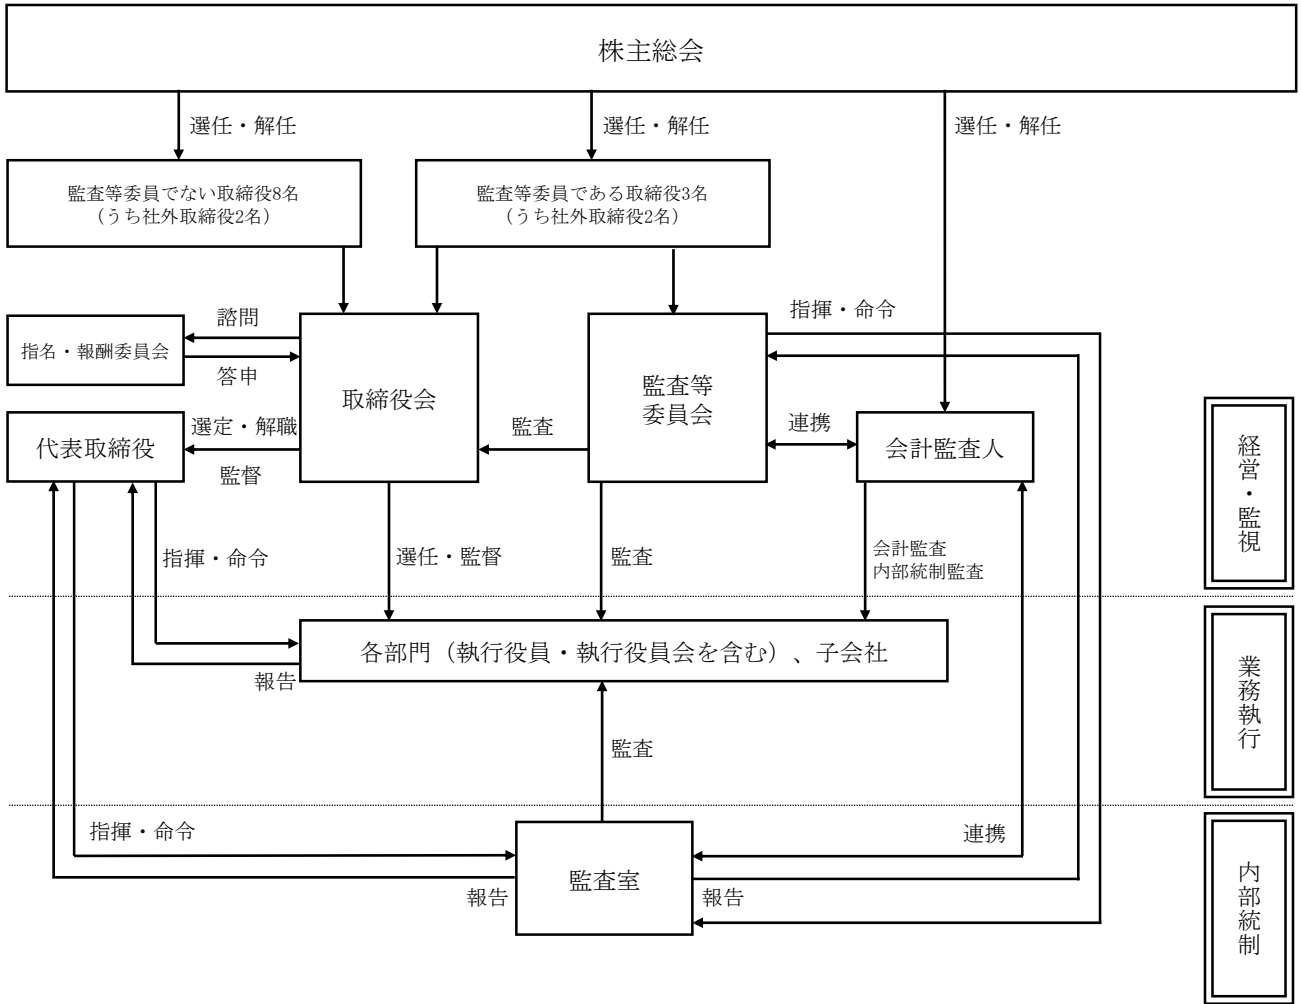 株主総会
選任・解任
選任・解任
選任・解任
監査等委員でない取締役8名
（うち社外取締役2名）
監査等委員である取締役3名
（うち社外取締役2名）
指揮・命令
諮問
指名・報酬委員会
答申
取締役会
監査等
委員会
代表取締役
選定・解職
監督
監査
連携
会計監査人
経営・監視
指揮・命令
選任・監督
監査
会計監査
内部統制監査
各部門（執行役員・執行役員会を含む）、子会社
報告
業務執行
監査
指揮・命令
連携
監査室
報告
報告
内部統制